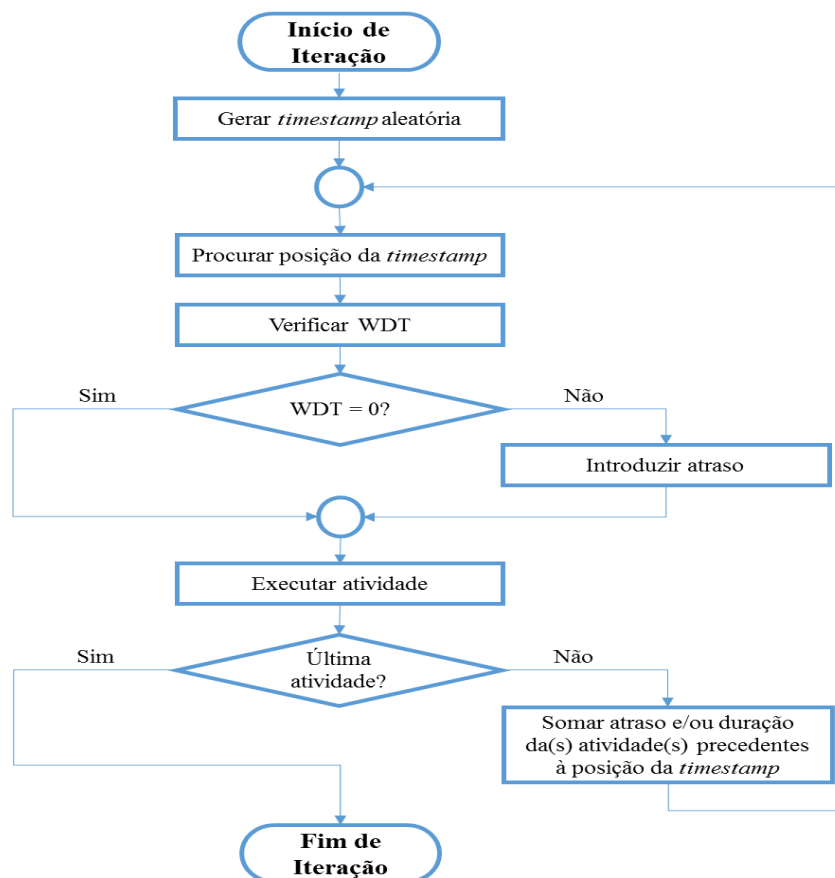 Início de
Iteração
Gerar timestamp aleatória
Procurar posição da timestamp
Verificar WDT
Sim
WDT = 0?
Não
Introduzir atraso
Executar atividade
Sim
Última
atividade?
Não
Somar atraso e/ou duração
da(s) atividade(s) precedentes
à posição da timestamp
Fim de
Iteração